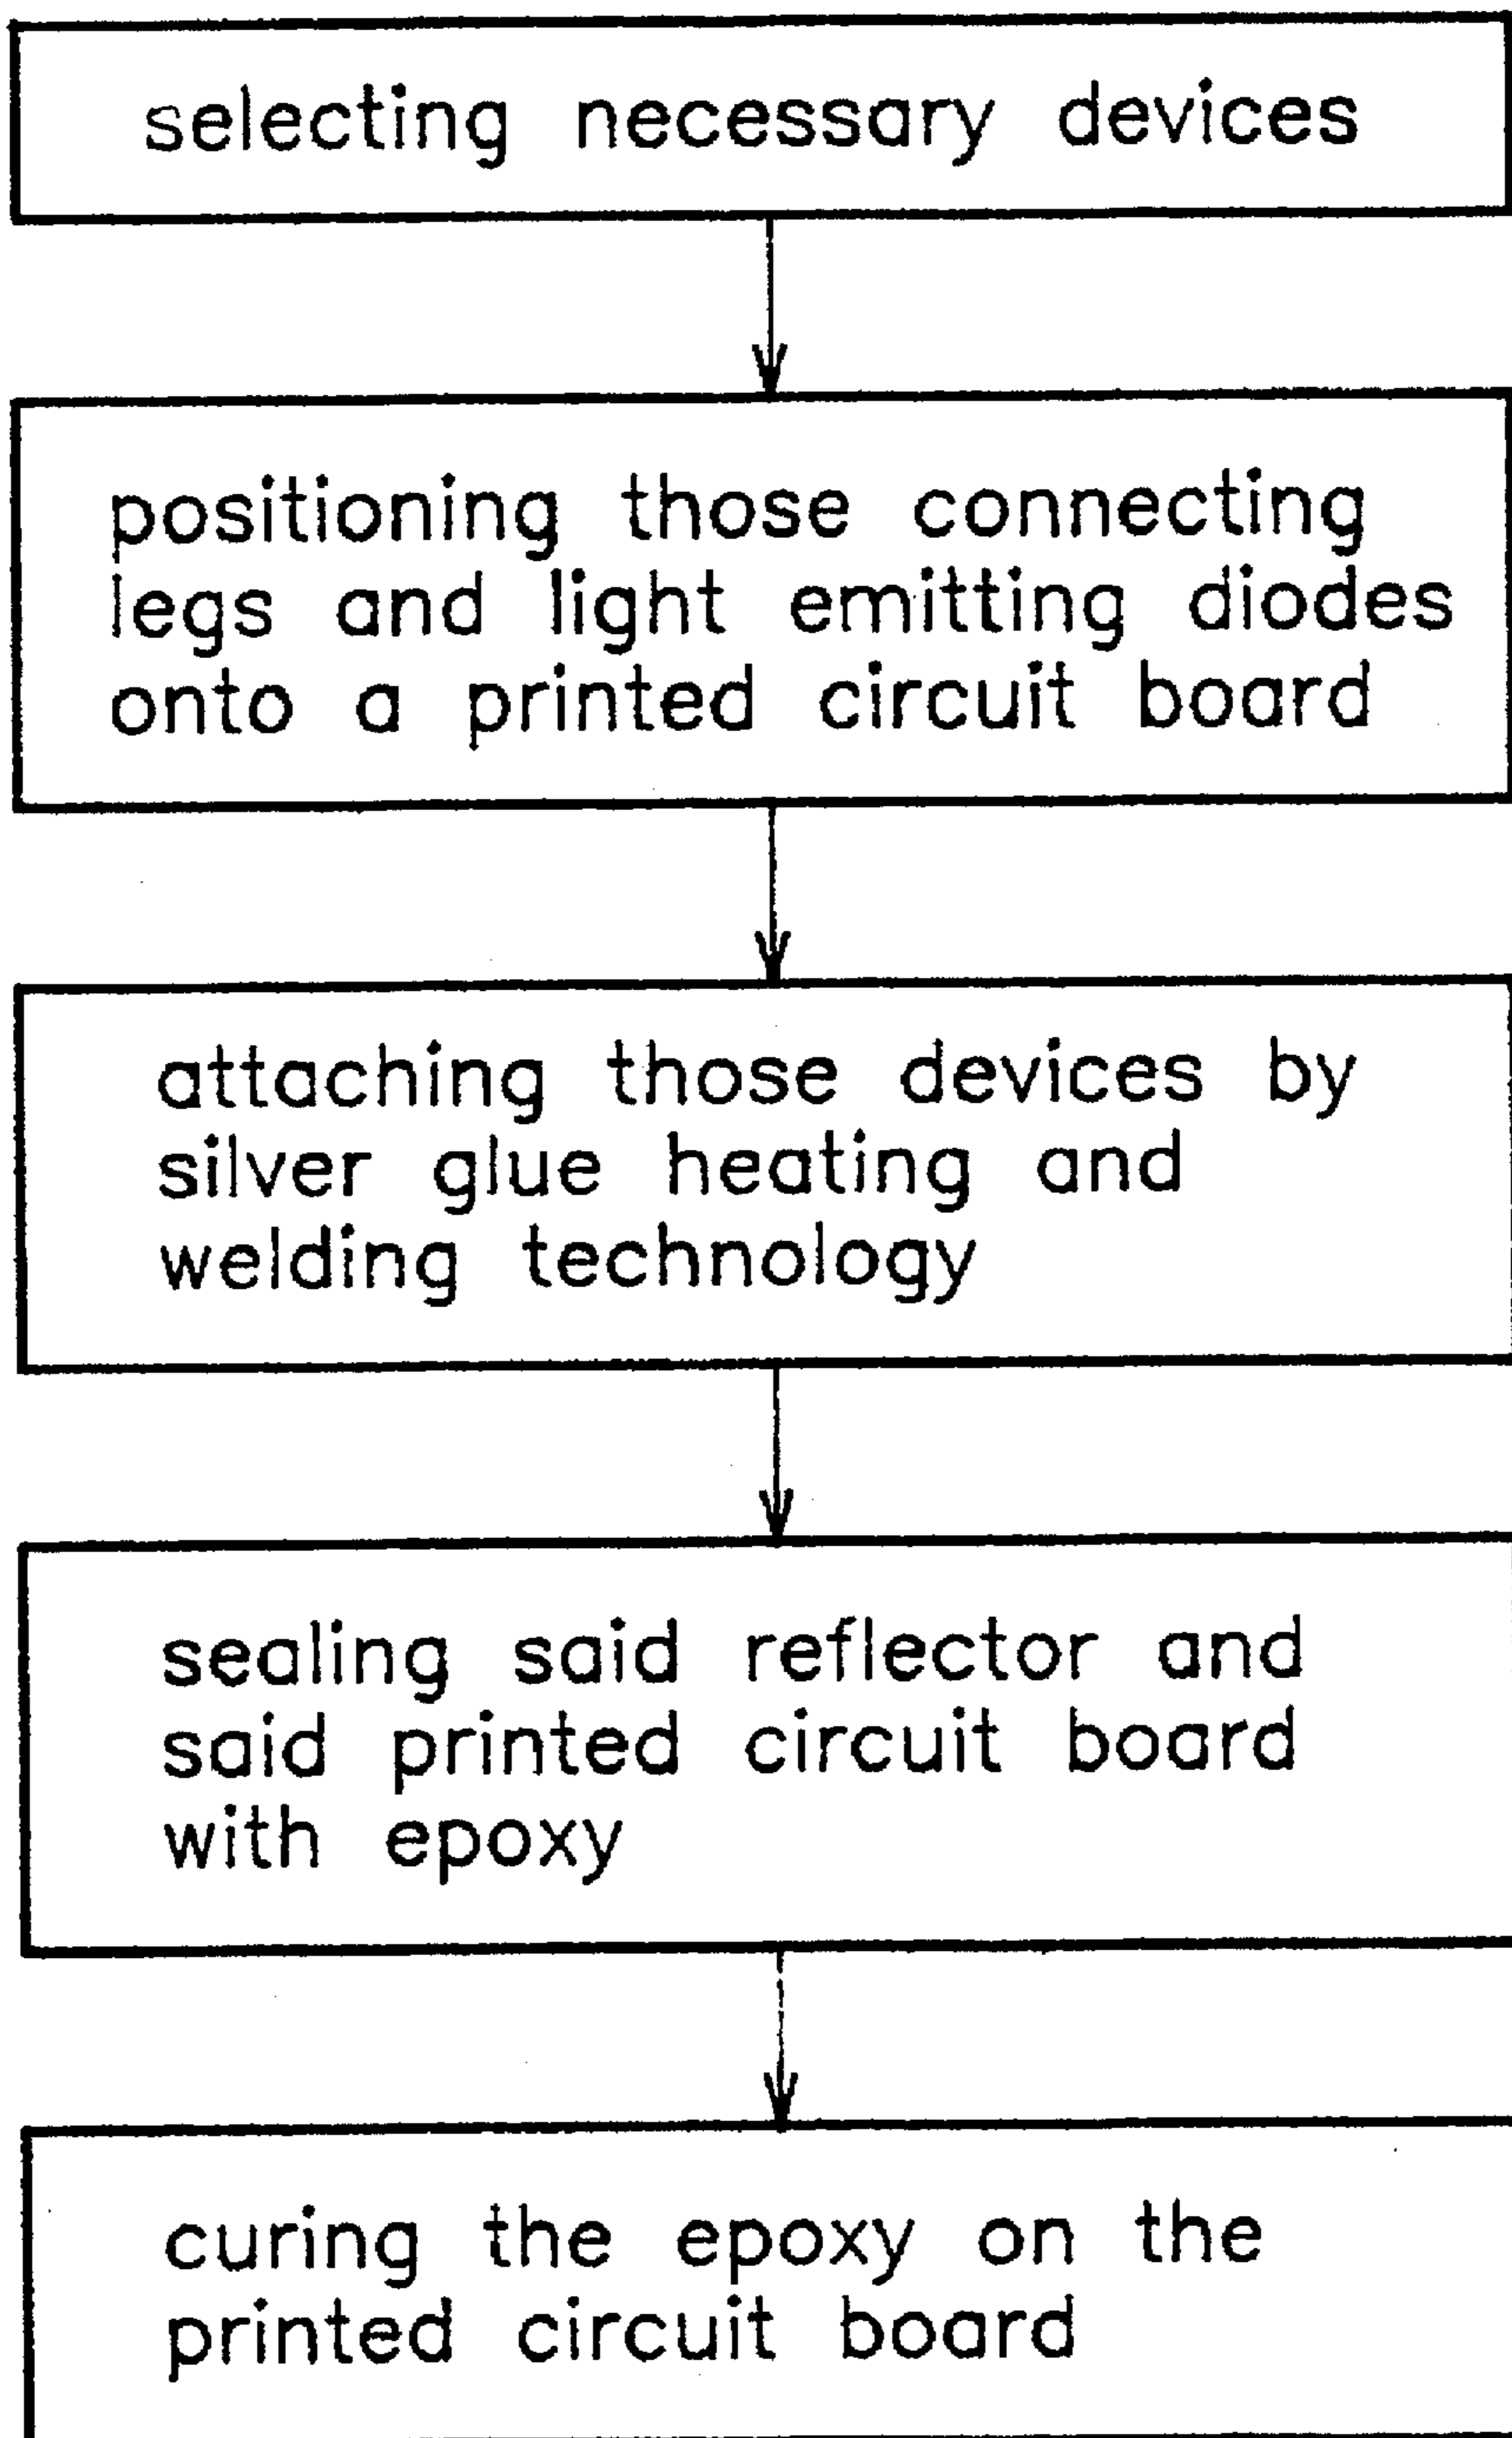 selecting necessary devices
positioning those connecting
legs and light emitting diodes
onto a printed circuit board
attaching those devices by
silver glue heating and
welding technology
sealing said reflector and
said printed circuit board
with epoxy
curing the epoxy on the
printed circuit board